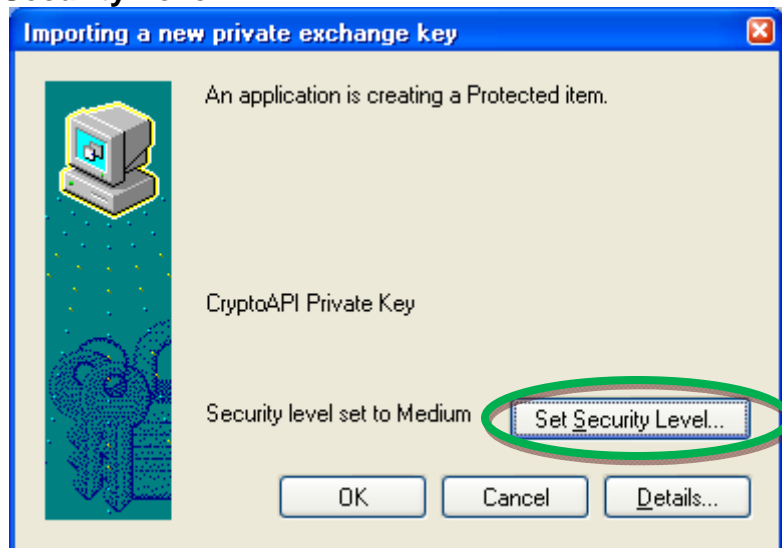 Importing a new private exchange key
An application is creating a Protected item.
CryptoAPI Private Key
Security level set to Medium
Set Security Level...
OK
Cancel
Details...